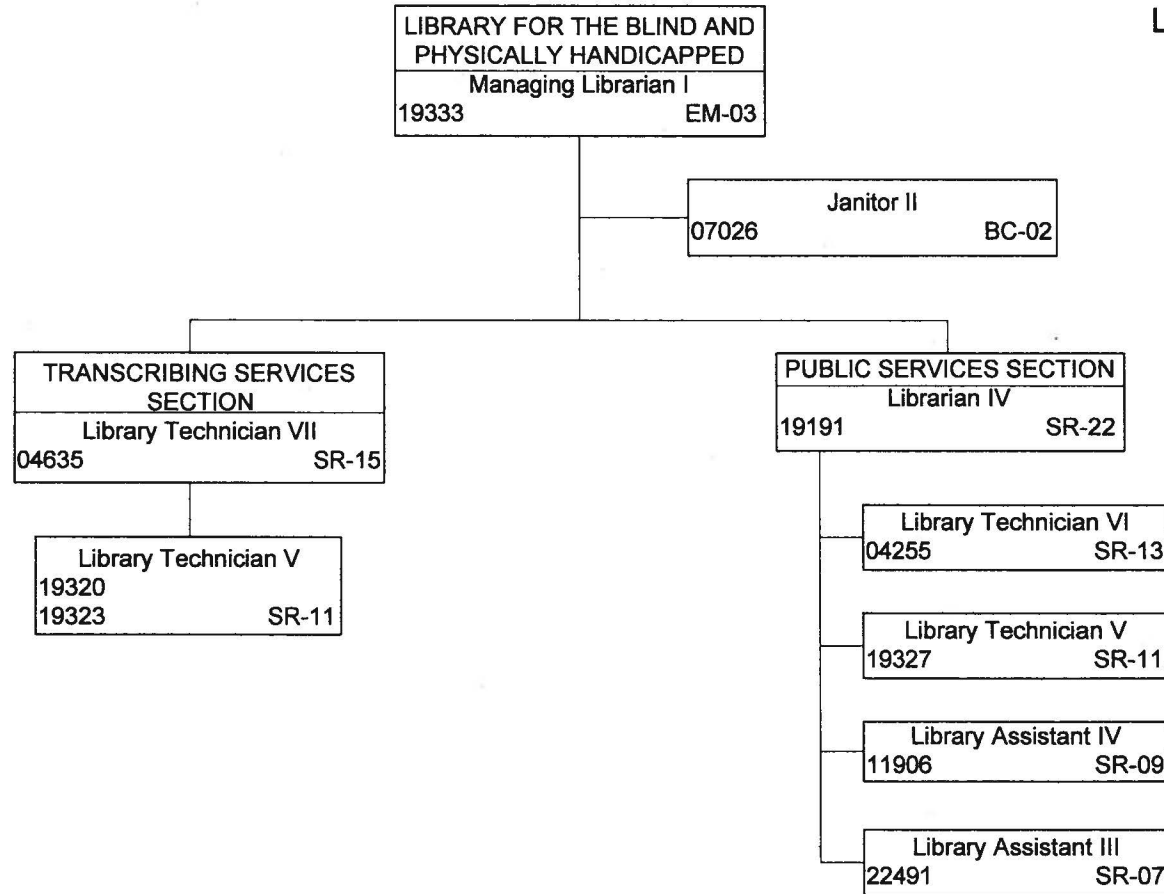 L
LIBRARY FOR THE BLIND AND
PHYSICALLY HANDICAPPED
Managing Librarian I
19333 EM-03
Janitor II
07026 BC-02
TRANSCRIBING SERVICES
SECTION
Library Technician VII
04635 SR-15
Library Technician V
19320
19323 SR-11
PUBLIC SERVICES SECTION
Librarian IV
19191 SR-22
Library Technician VI
04255 SR-13
Library Technician V
19327 SR-11
Library Assistant IV
11906 SR-09
Library Assistant III
22491 SR-07